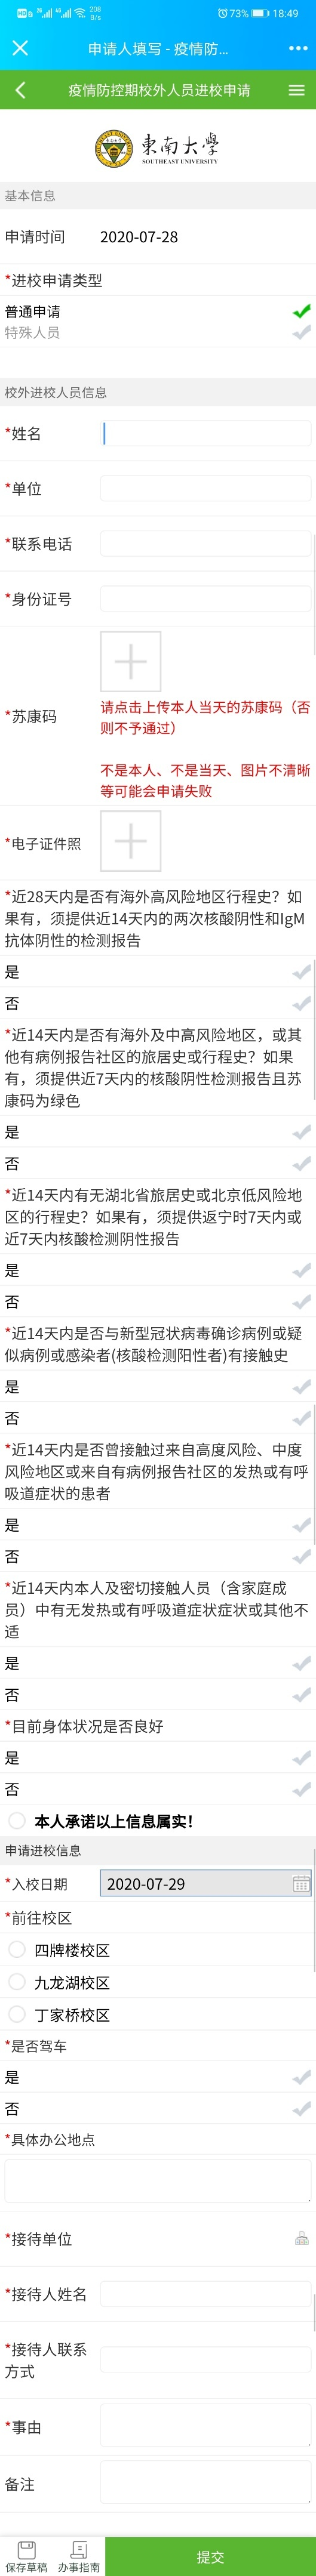 HD 2G 4G 208 B/s 73% 18:49
申请人填写 - 疫情防...
疫情防控期校外人员进校申请
東南大學
SOUTHEAST UNIVERSITY
基本信息
申请时间 2020-07-28
*进校申请类型
普通申请
特殊人员
校外进校人员信息
*姓名
*单位
*联系电话
*身份证号
*苏康码
请点击上传本人当天的苏康码（否
则不予通过）
不是本人、不是当天、图片不清晰
等可能会申请失败
*电子证件照
*近28天内是否有海外高风险地区行程史？如
果有，须提供近14天内的两次核酸阴性和IgM
抗体阴性的检测报告
是
否
*近14天内是否有海外及中高风险地区，或其
他有病例报告社区的旅居史或行程史？如果
有，须提供近7天内的核酸阴性检测报告且苏
康码为绿色
是
否
*近14天内有无湖北省旅居史或北京低风险地
区的行程史？如果有，须提供返宁时7天内或
近7天内核酸检测阴性报告
是
否
*近14天内是否与新型冠状病毒确诊病例或疑
似病例或感染者(核酸检测阳性者)有接触史
是
否
*近14天内是否曾接触过来自高度风险、中度
风险地区或来自有病例报告社区的发热或有呼
吸道症状的患者
是
否
*近14天内本人及密切接触人员（含家庭成
员）中有无发热或有呼吸道症状症状或其他不
适
是
否
*目前身体状况是否良好
是
否
本人承诺以上信息属实！
申请进校信息
*入校日期 2020-07-29
*前往校区
四牌楼校区
九龙湖校区
丁家桥校区
*是否驾车
是
否
*具体办公地点
*接待单位
*接待人姓名
*接待人联系
方式
*事由
备注
保存草稿 办事指南 提交